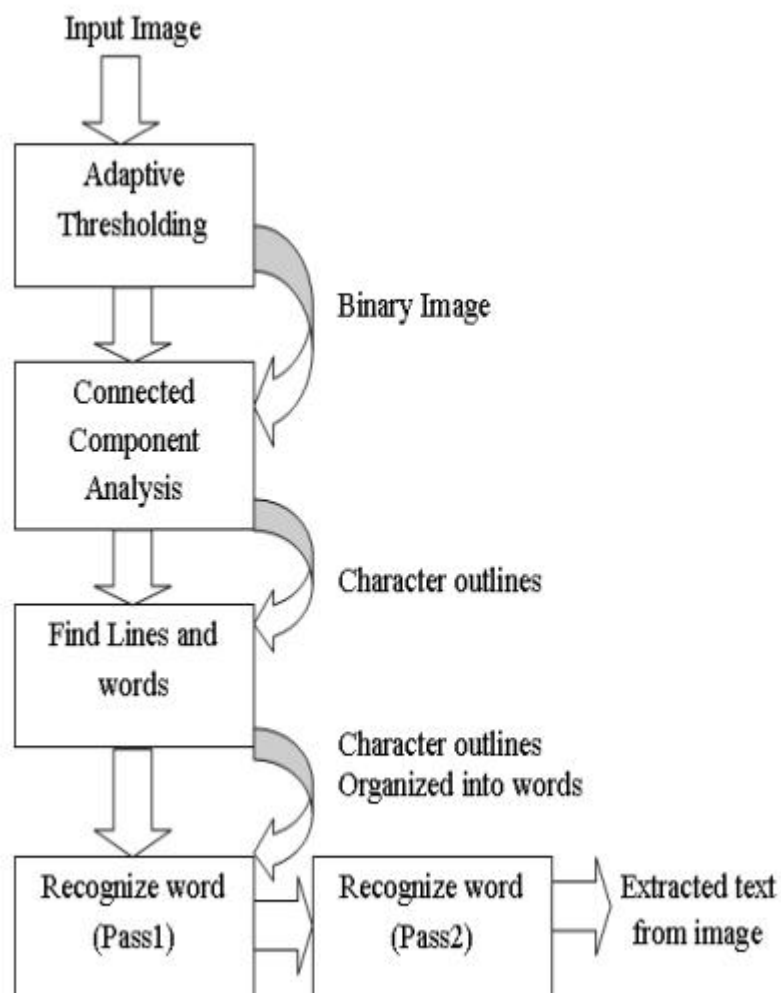 Input Image
Adaptive
Thresholding
Binary Image
Connected
Component
Analysis
Character outlines
Find Lines and
words
Character outlines
Organized into words
Recognize word
(Pass1)
Recognize word
(Pass2)
Extracted text
from image